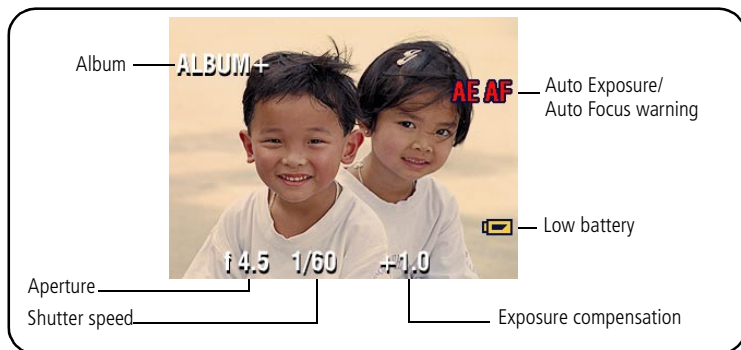 Album
ALBUM+
AE AF
Auto Exposure/
Auto Focus warning
Low battery
f 4.5 1/60 +1.0
Aperture
Shutter speed
Exposure compensation